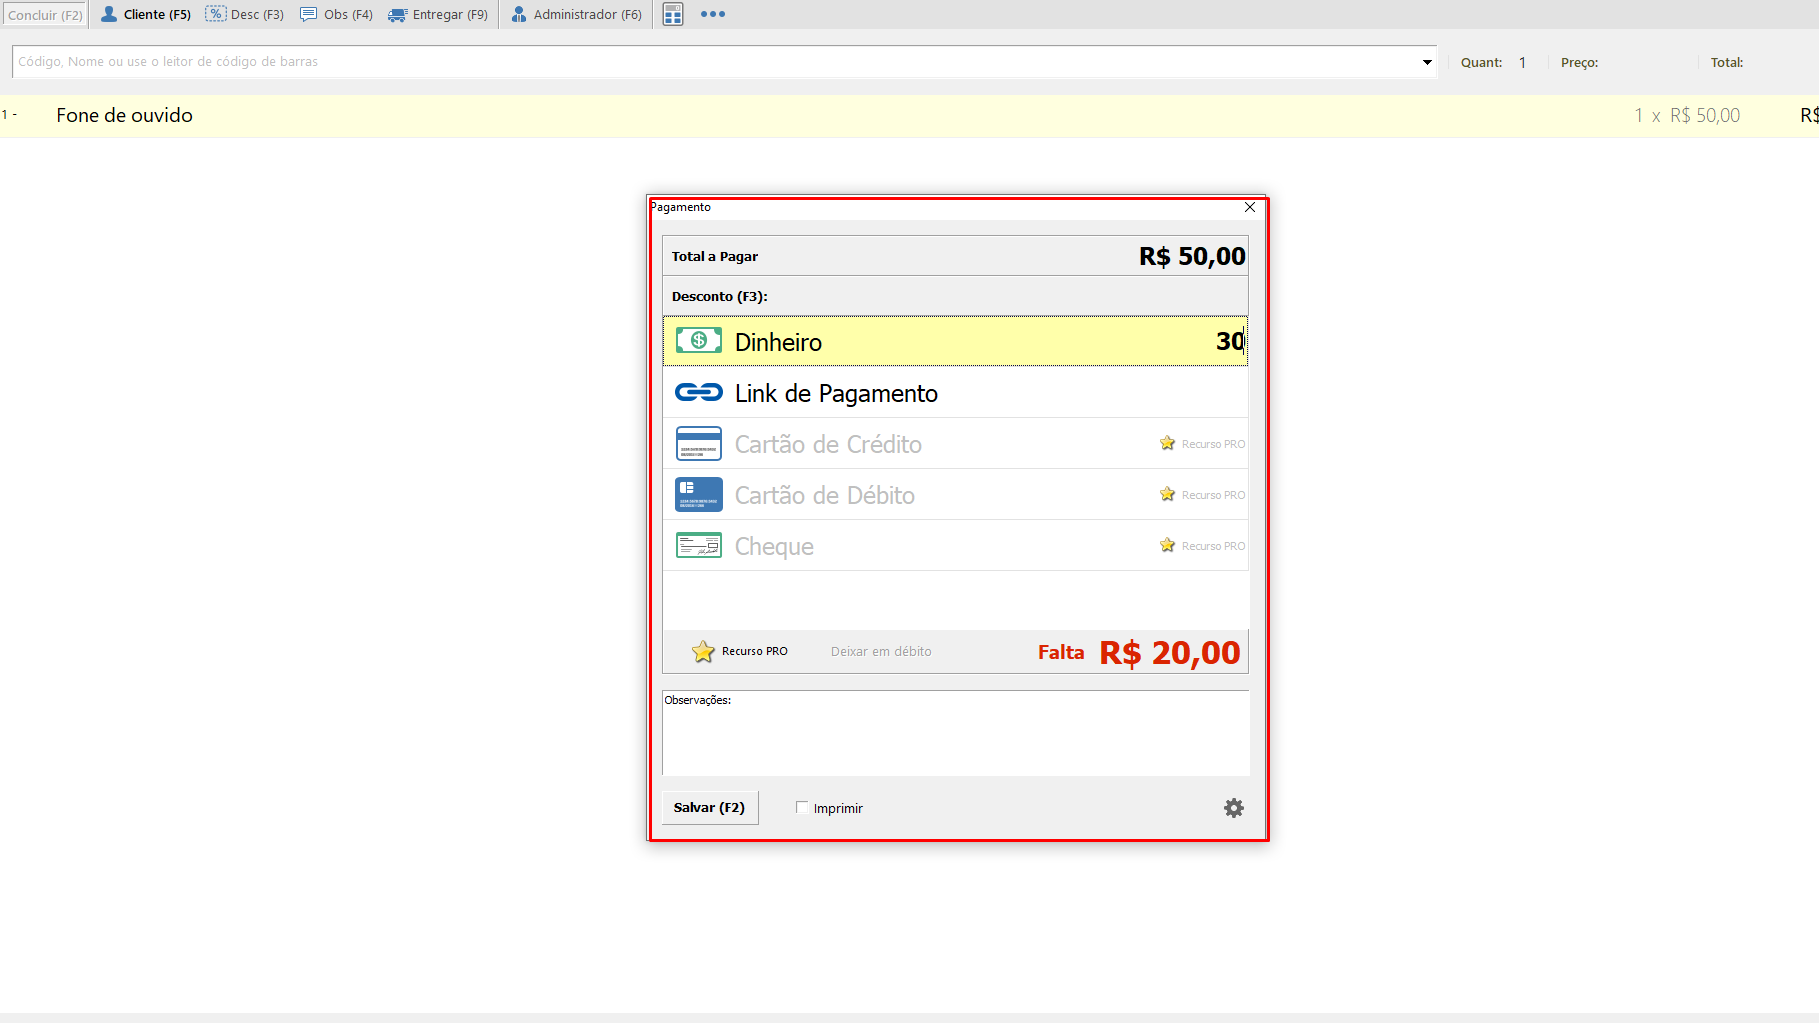 Concluir (F2) Cliente (F5) Desc (F3) Obs (F4) Entregar (F9) Administrador (F6)
Código, Nome ou use o leitor de código de barras Quant: 1 Preço: Total:
1 - Fone de ouvido 1 x R$ 50,00 R$
Pagamento
Total a Pagar R$ 50,00
Desconto (F3):
Dinheiro 30
Link de Pagamento
Cartão de Crédito Recurso PRO
Cartão de Débito Recurso PRO
Cheque Recurso PRO
Recurso PRO Deixar em débito Falta R$ 20,00
Observações:
Salvar (F2) Imprimir